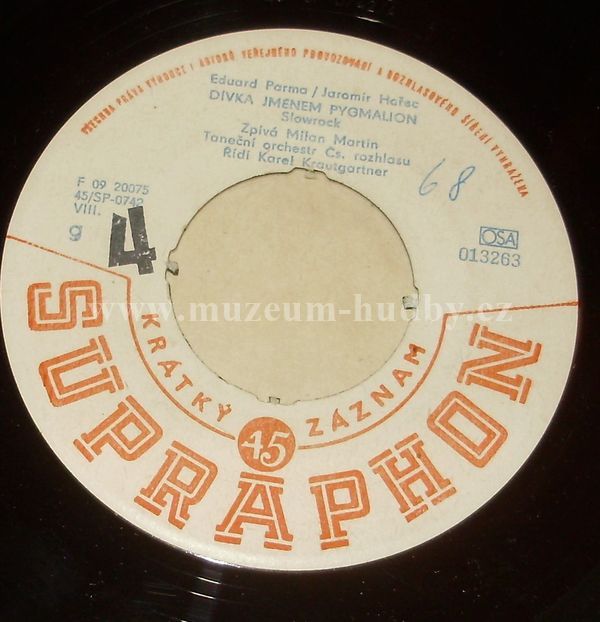 VŠECHNA PRÁVA VÝROBCE I AUTORŮ VEŘEJNÉHO PROVOZOVÁNÍ A ROZHLASOVÉHO ŠÍŘENÍ VYHRAŽENA
Eduard Parma / Jaromír Hořec
DÍVKA JMÉNEM PYGMALION
Slowrock
Zpívá Milan Martin
Taneční orchestr Čs. rozhlasu
Řídí Karel Krautgartner
F 09 20075
45/SP-0742
VIII.
g
4
68
OSA
013263
www.muzeum-hudby.cz
KRÁTKÝ 45 ZÁZNAM
SUPRAPHON